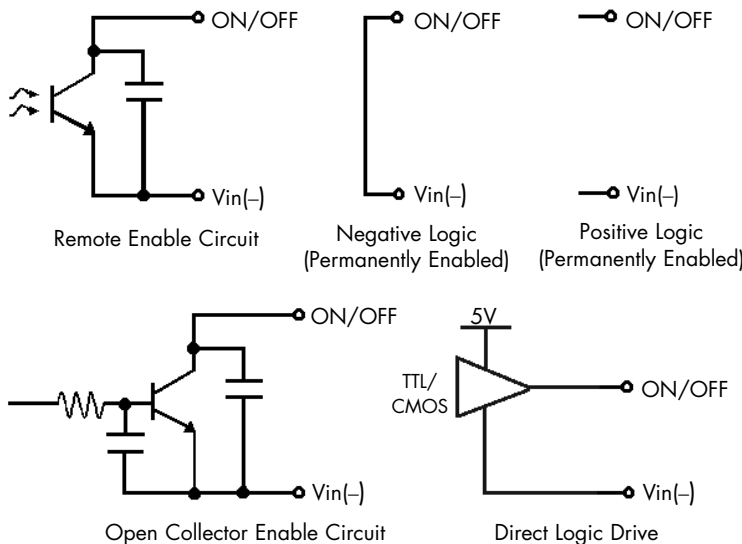 ON/OFF
Vin(–)
Remote Enable Circuit
ON/OFF
Vin(–)
Negative Logic
(Permanently Enabled)
ON/OFF
Vin(–)
Positive Logic
(Permanently Enabled)
ON/OFF
Vin(–)
Open Collector Enable Circuit
5V
TTL/
CMOS
ON/OFF
Vin(–)
Direct Logic Drive